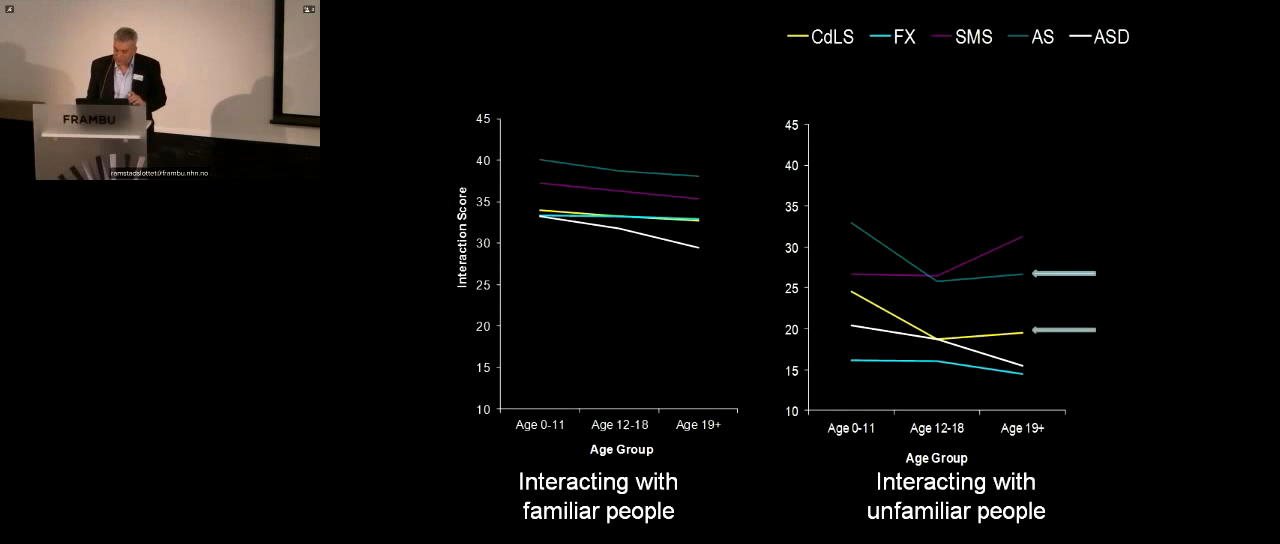 FRAMBU
ramstadslottet@frambu.nhn.no
CdLS FX SMS AS ASD
45
40
35
30
25
20
15
10
Interaction Score
Age 0-11 Age 12-18 Age 19+
Age Group
Interacting with
familiar people
45
40
35
30
25
20
15
10
Age 0-11 Age 12-18 Age 19+
Age Group
Interacting with
unfamiliar people